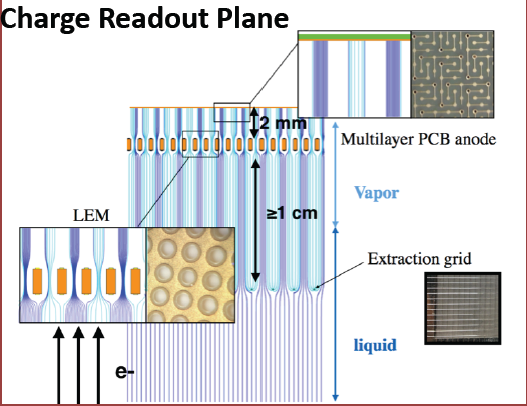 Charge Readout Plane
2 mm
Multilayer PCB anode
Vapor
LEM
≥1 cm
Extraction grid
liquid
e-